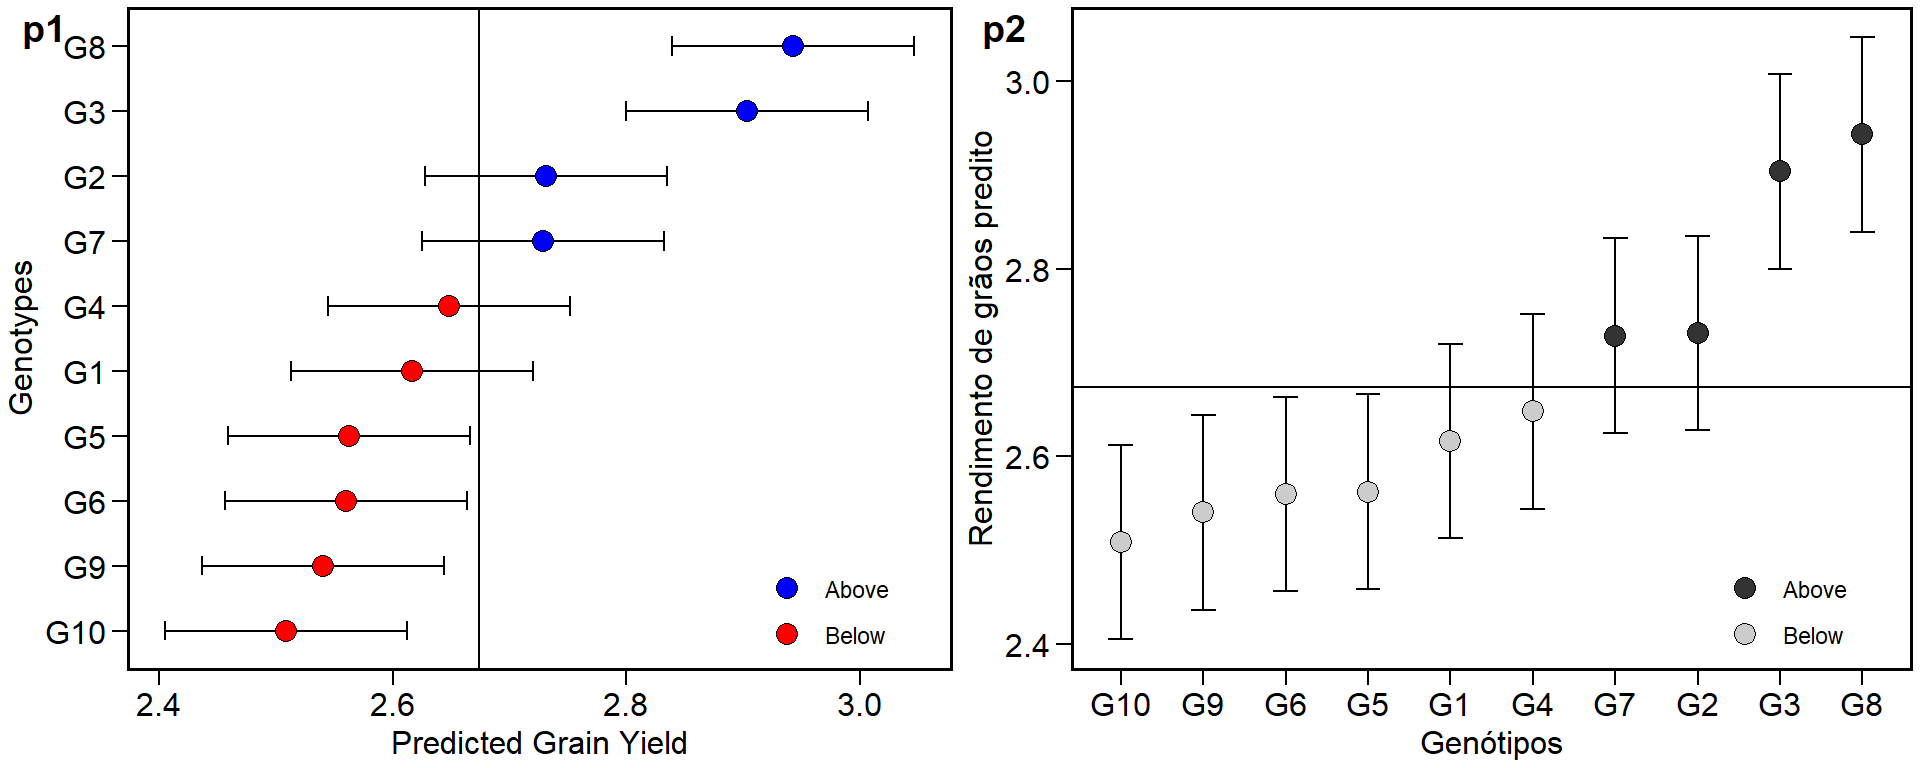 p1
G8
G3
G2
G7
G4
G1
G5
G6
G9
G10
Genotypes
2.4 2.6 2.8 3.0
Predicted Grain Yield
Above
Below
p2
3.0
2.8
2.6
2.4
Rendimento de grãos predito
G10 G9 G6 G5 G1 G4 G7 G2 G3 G8
Genótipos
Above
Below